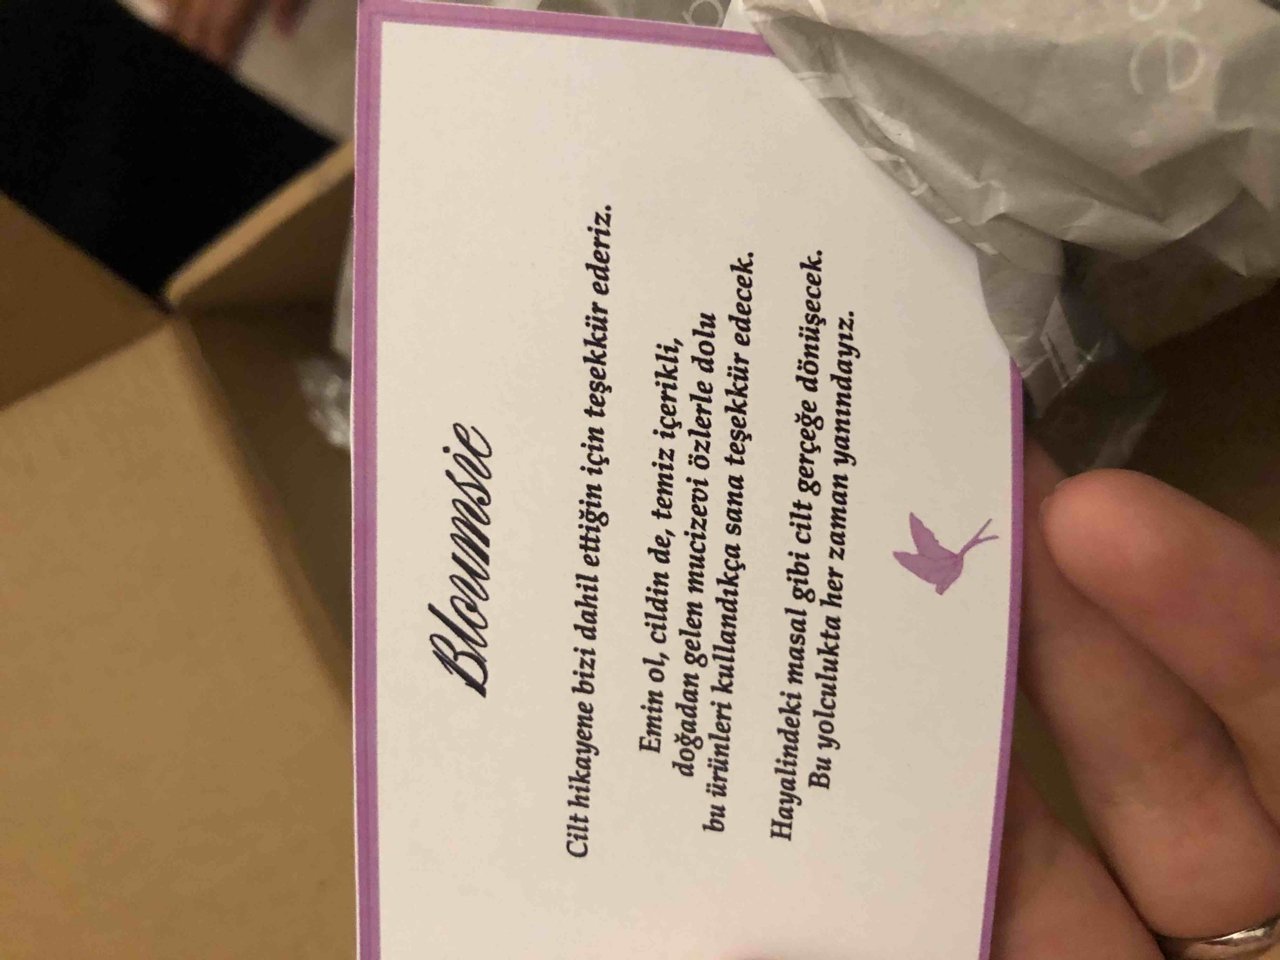 Bloumsie
Cilt hikayene bizi dahil ettiğin için teşekkür ederiz.
Emin ol, cildin de, temiz içerikli,
doğadan gelen mucizevi özlerle dolu
bu ürünleri kullandıkça sana teşekkür edecek.
Hayalindeki masal gibi cilt gerçeğe dönüşecek.
Bu yolculukta her zaman yanındayız.